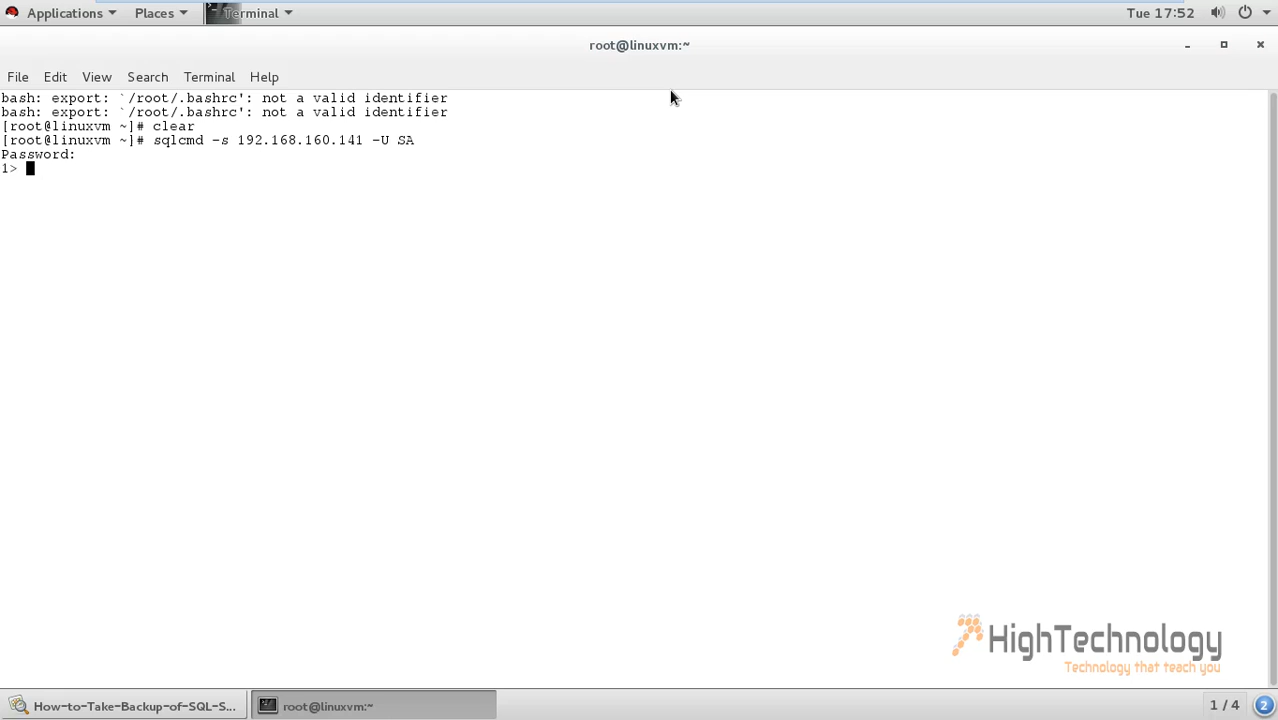 Applications Places Terminal Tue 17:52
root@linuxvm:~
File Edit View Search Terminal Help
bash: export: `/root/.bashrc': not a valid identifier
bash: export: `/root/.bashrc': not a valid identifier
[root@linuxvm ~]# clear
[root@linuxvm ~]# sqlcmd -s 192.168.160.141 -U SA
Password:
1>
HighTechnology
Technology that teach you
How-to-Take-Backup-of-SQL-S... root@linuxvm:~ 1 / 4 2